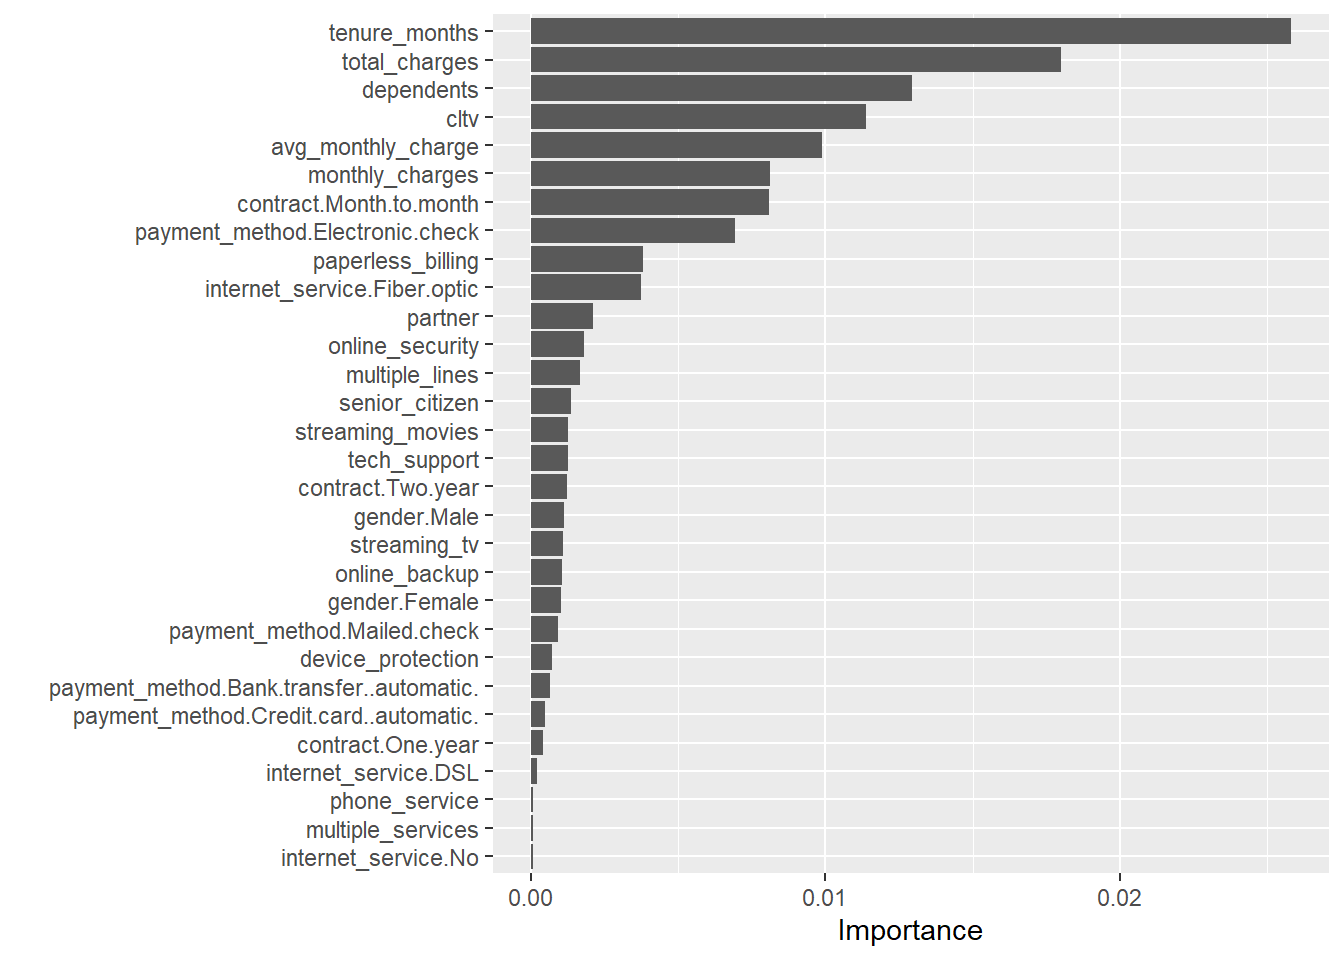 tenure_months
total_charges
dependents
cltv
avg_monthly_charge
monthly_charges
contract.Month.to.month
payment_method.Electronic.check
paperless_billing
internet_service.Fiber.optic
partner
online_security
multiple_lines
senior_citizen
streaming_movies
tech_support
contract.Two.year
gender.Male
streaming_tv
online_backup
gender.Female
payment_method.Mailed.check
device_protection
payment_method.Bank.transfer..automatic.
payment_method.Credit.card..automatic.
contract.One.year
internet_service.DSL
phone_service
multiple_services
internet_service.No
0.00 0.01 0.02
Importance